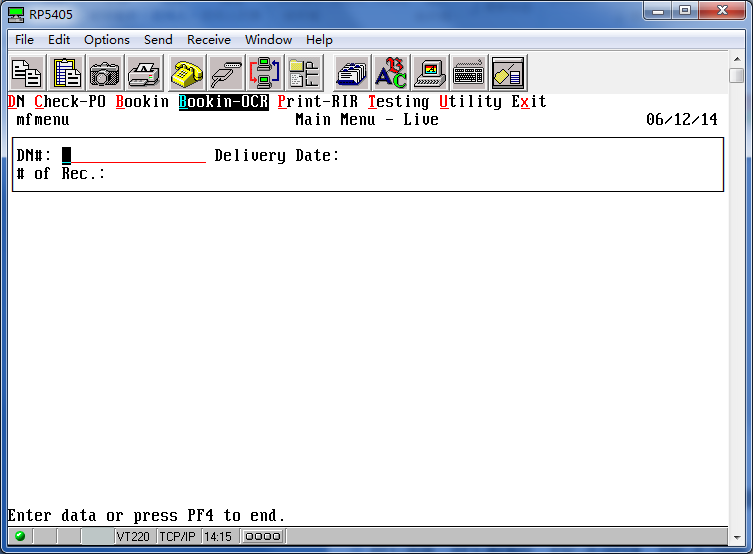 RP5405
File Edit Options Send Receive Window Help
DN Check-PO Bookin Bookin-OCR Print-RIR Testing Utility Exit
mfmenu Main Menu - Live 06/12/14
DN#: Delivery Date:
# of Rec.:
Enter data or press PF4 to end.
VT220 TCP/IP 14:15